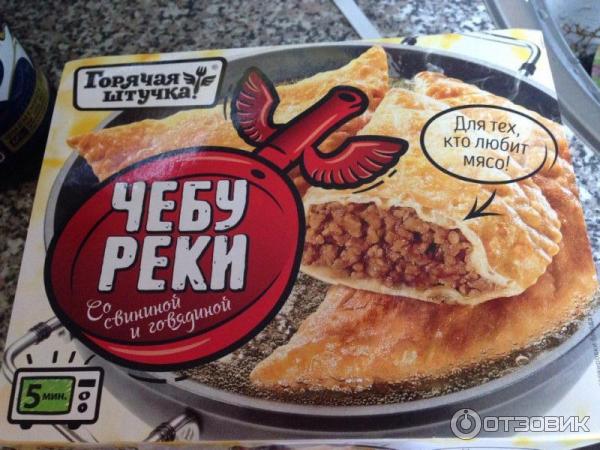 ГОРЯЧАЯ
ШТУЧКА!
Для тех,
кто любит
мясо!
ЧЕБУ
РЕКИ
Со
свининой
и говядиной
5 мин.
ОТЗОВИК